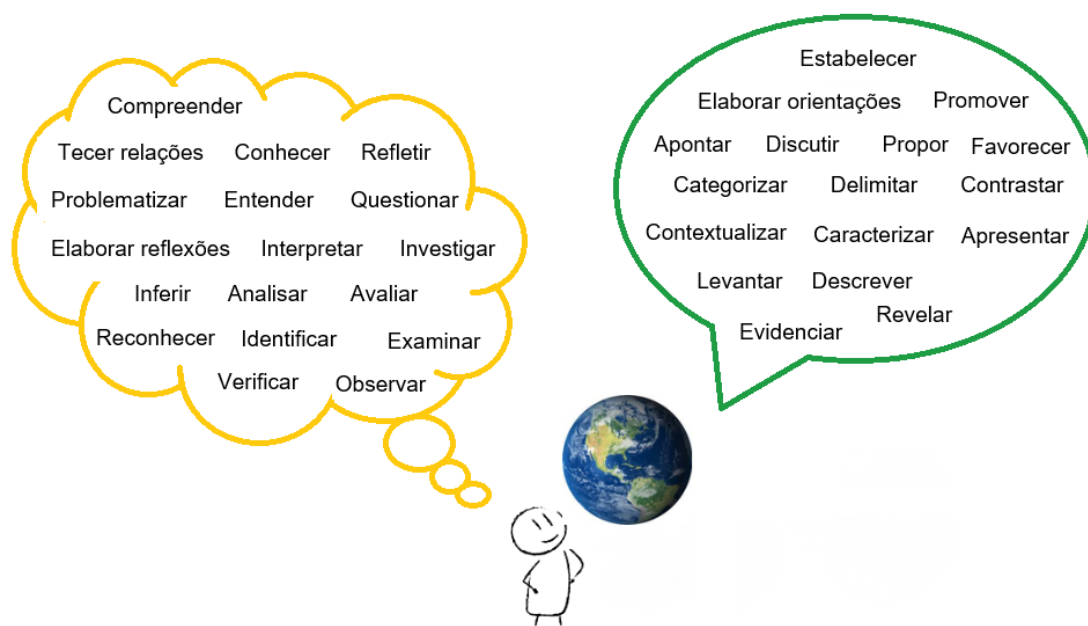 Compreender
Tecer relações Conhecer Refletir
Problematizar Entender Questionar
Elaborar reflexões Interpretar Investigar
Inferir Analisar Avaliar
Reconhecer Identificar Examinar
Verificar Observar
Estabelecer
Elaborar orientações Promover
Apontar Discutir Propor Favorecer
Categorizar Delimitar Contrastar
Contextualizar Caracterizar Apresentar
Levantar Descrever
Revelar
Evidenciar